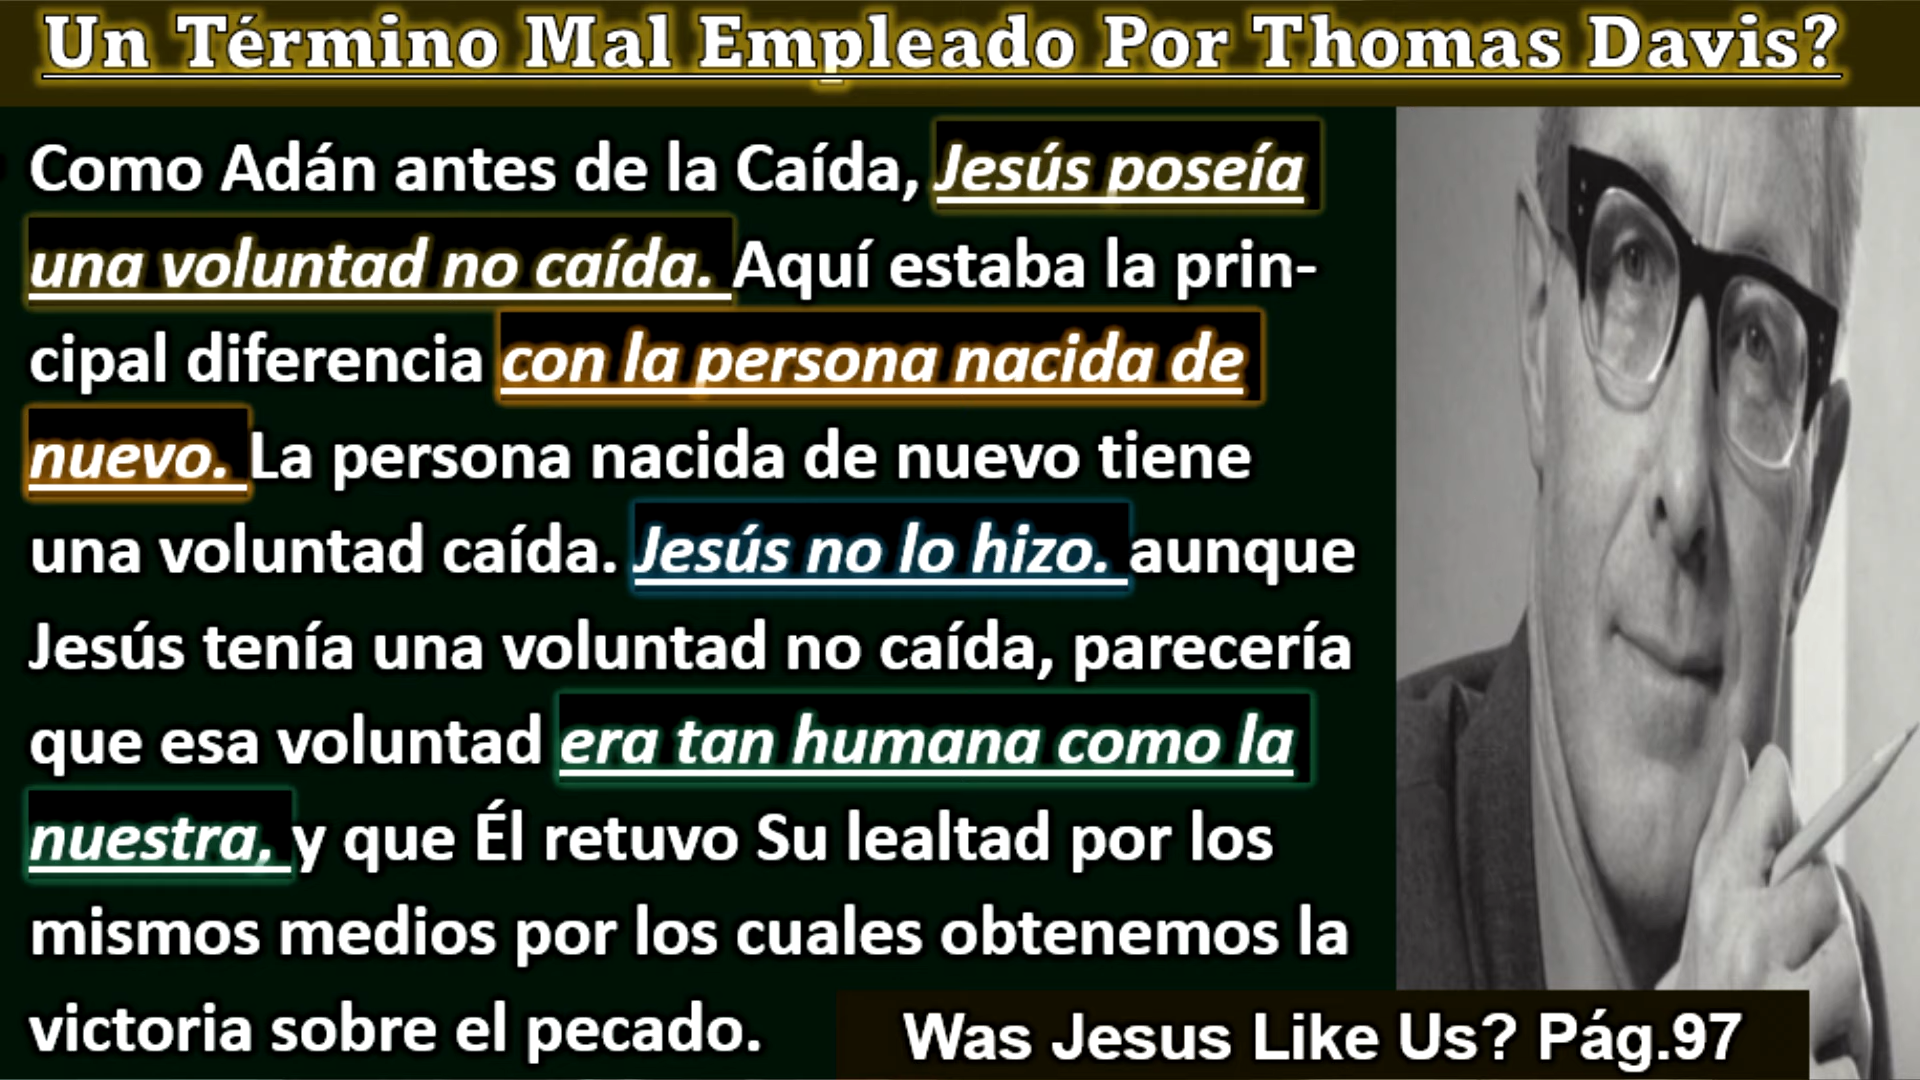 Un Término Mal Empleado Por Thomas Davis?
Como Adán antes de la Caída, Jesús poseía
una voluntad no caída. Aquí estaba la prin-
cipal diferencia con la persona nacida de
nuevo. La persona nacida de nuevo tiene
una voluntad caída. Jesús no lo hizo. aunque
Jesús tenía una voluntad no caída, parecería
que esa voluntad era tan humana como la
nuestra, y que Él retuvo Su lealtad por los
mismos medios por los cuales obtenemos la
victoria sobre el pecado.
Was Jesus Like Us? Pág.97